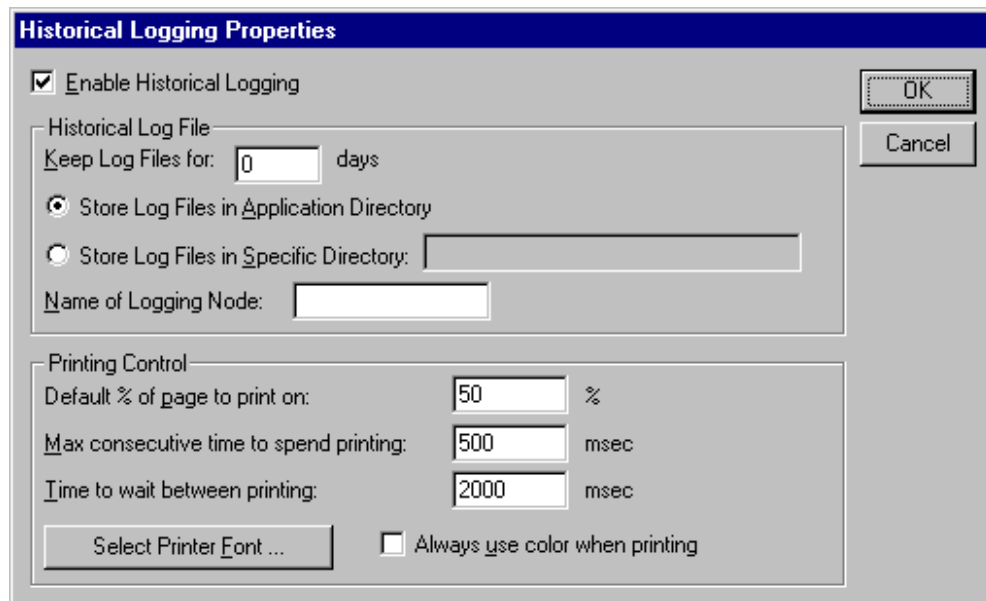 Historical Logging Properties
Enable Historical Logging
OK
Cancel
Historical Log File
Keep Log Files for: 0 days
Store Log Files in Application Directory
Store Log Files in Specific Directory:
Name of Logging Node:
Printing Control
Default % of page to print on: 50 %
Max consecutive time to spend printing: 500 msec
Time to wait between printing: 2000 msec
Select Printer Font ... Always use color when printing